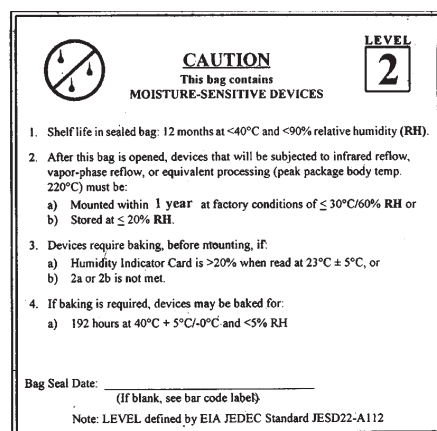 LEVEL
2
CAUTION
This bag contains
MOISTURE-SENSITIVE DEVICES
1. Shelf life in sealed bag: 12 months at <40°C and <90% relative humidity (RH).
2. After this bag is opened, devices that will be subjected to infrared reflow,
vapor-phase reflow, or equivalent processing (peak package body temp.
220°C) must be:
a) Mounted within 1 year at factory conditions of ≤ 30°C/60% RH or
b) Stored at ≤ 20% RH.
3. Devices require baking, before mounting, if:
a) Humidity Indicator Card is >20% when read at 23°C ± 5°C, or
b) 2a or 2b is not met.
4. If baking is required, devices may be baked for:
a) 192 hours at 40°C + 5°C/-0°C and <5% RH
Bag Seal Date: ____________________
(If blank, see bar code label)
Note: LEVEL defined by EIA JEDEC Standard JESD22-A112